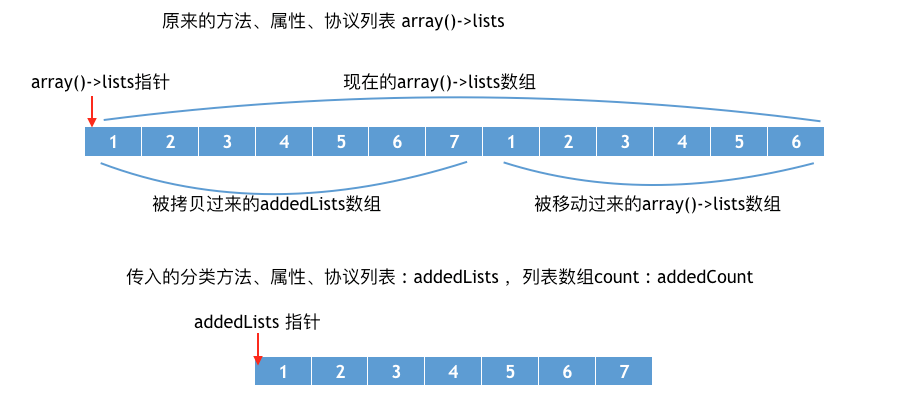 原来的方法、属性、协议列表 array()->lists
array()->lists指针
现在的array()->lists数组
1 2 3 4 5 6 7 1 2 3 4 5 6
被拷贝过来的addedLists数组
被移动过来的array()->lists数组
传入的分类方法、属性、协议列表：addedLists ，列表数组count：addedCount
addedLists 指针
1 2 3 4 5 6 7